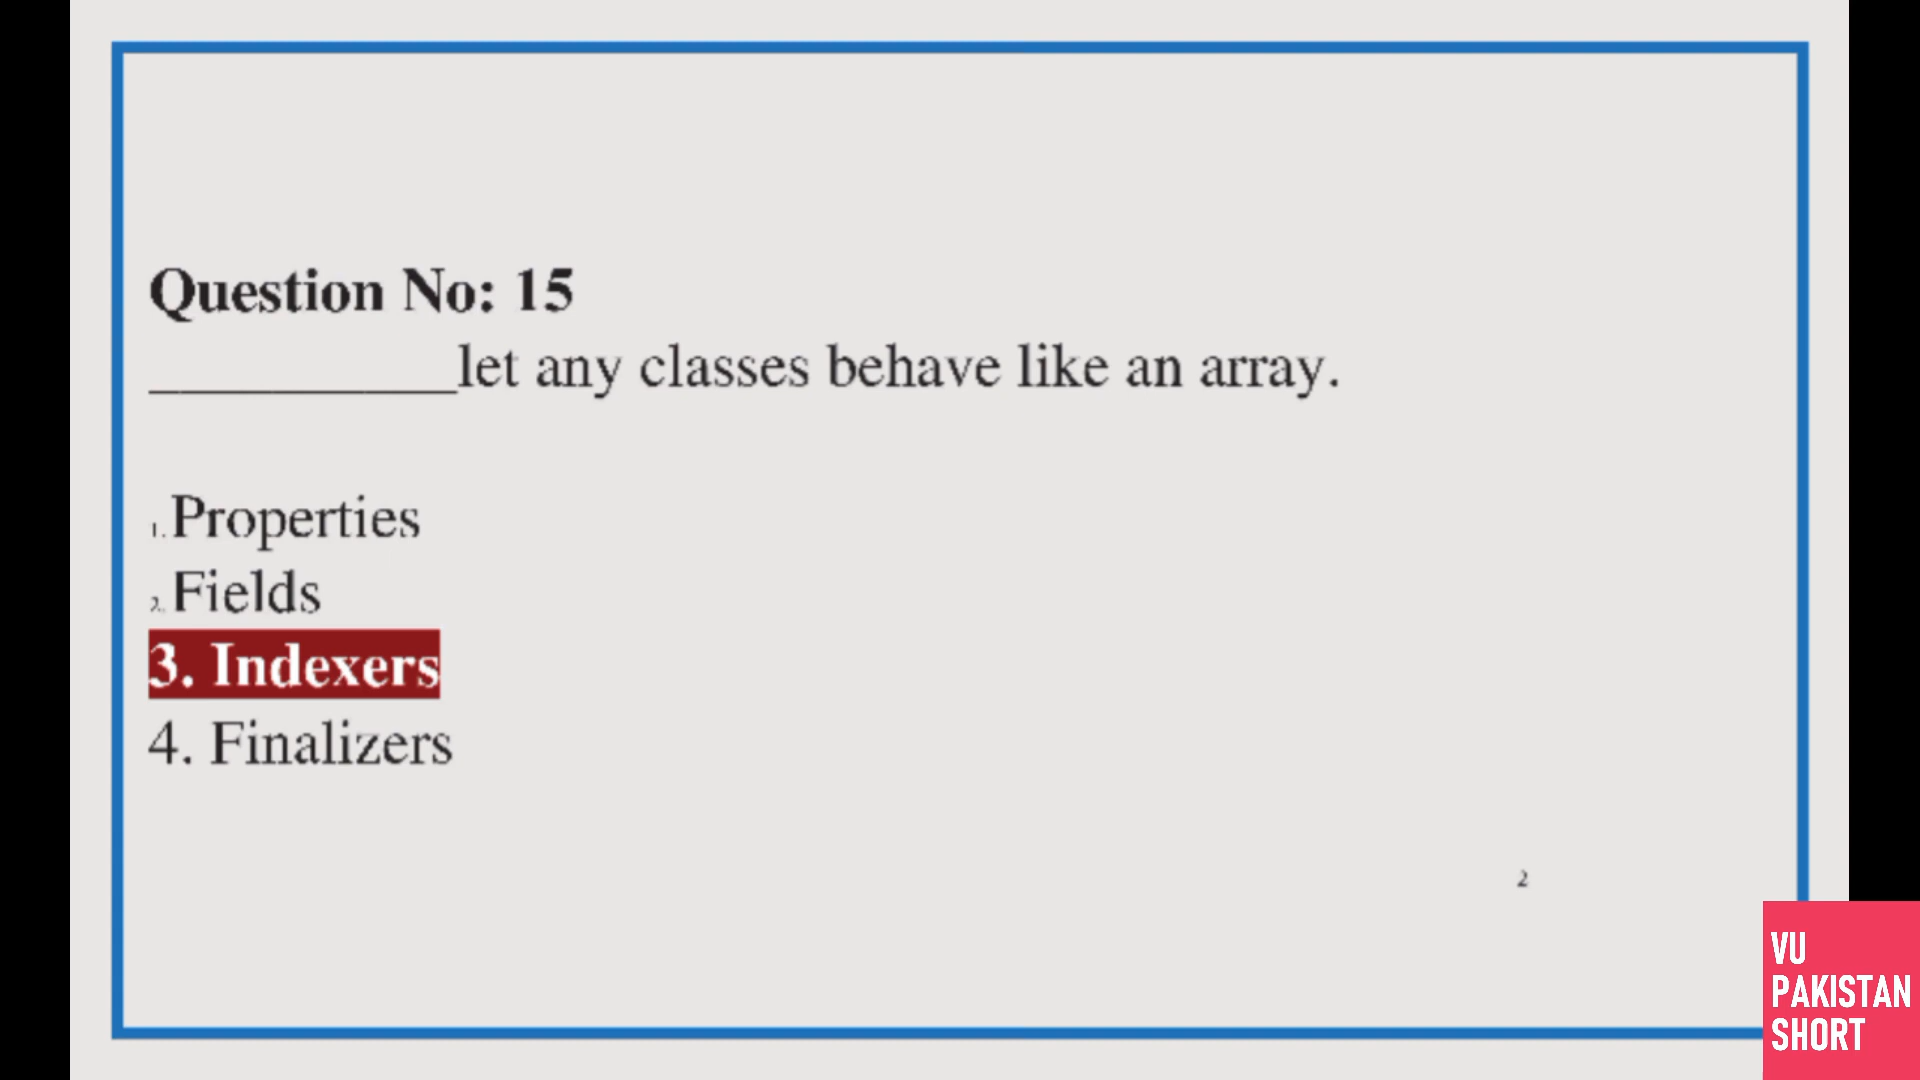 Question No: 15
__________let any classes behave like an array.
1. Properties
2. Fields
3. Indexers
4. Finalizers
2
VU
PAKISTAN
SHORT